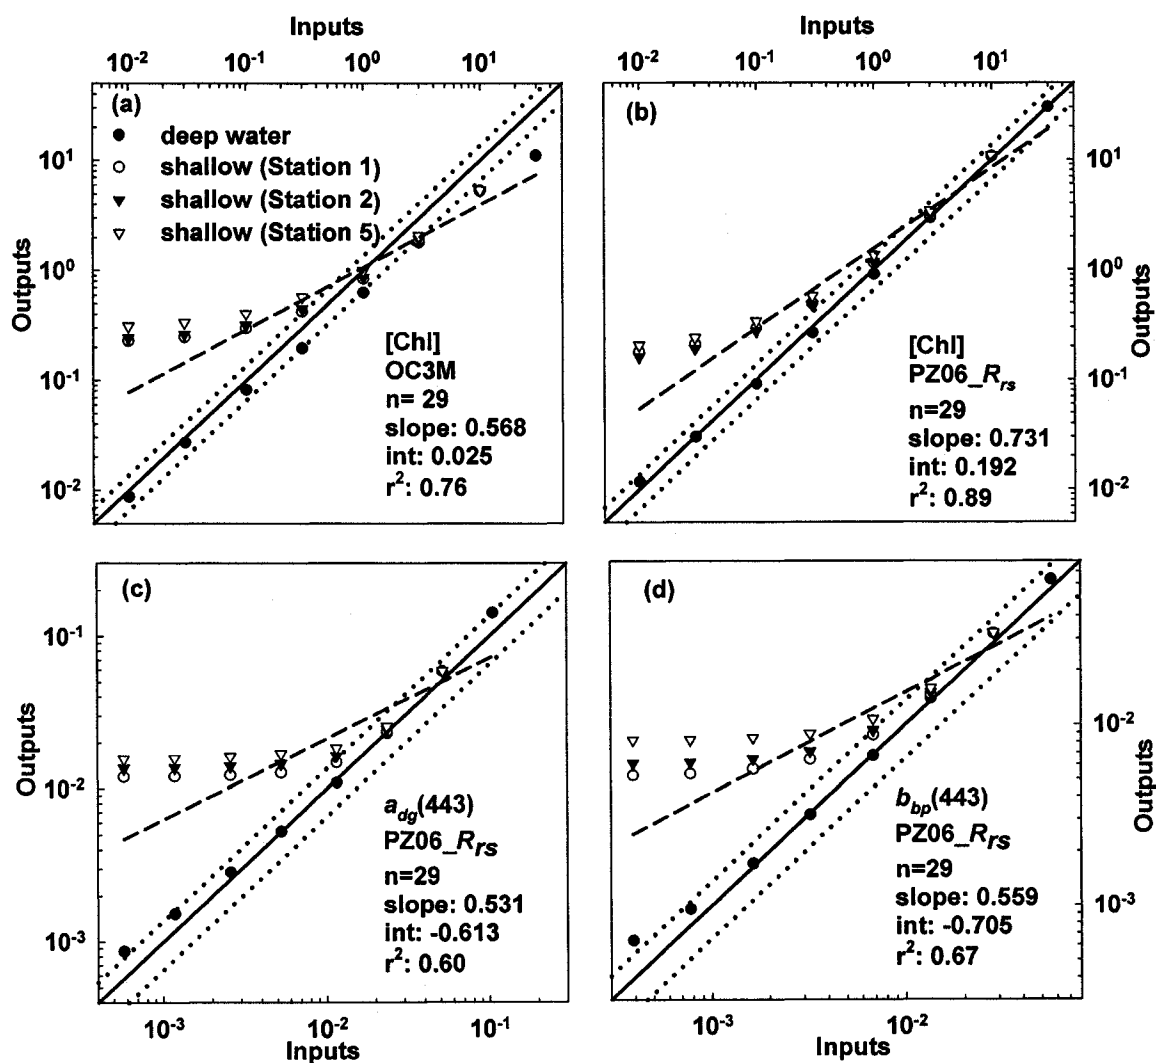 Inputs
Inputs
10⁻² 10⁻¹ 10⁰ 10¹
10⁻² 10⁻¹ 10⁰ 10¹
(a)
deep water
shallow (Station 1)
shallow (Station 2)
shallow (Station 5)
10¹
10⁰
10⁻¹
10⁻²
Outputs
[Chl]
OC3M
n= 29
slope: 0.568
int: 0.025
r²: 0.76
(b)
[Chl]
PZ06_Rrs
n=29
slope: 0.731
int: 0.192
r²: 0.89
10¹
10⁰
10⁻¹
10⁻²
Outputs
(c)
10⁻¹
10⁻²
10⁻³
Outputs
adg(443)
PZ06_Rrs
n=29
slope: 0.531
int: -0.613
r²: 0.60
10⁻³ 10⁻² 10⁻¹
Inputs
(d)
bbp(443)
PZ06_Rrs
n=29
slope: 0.559
int: -0.705
r²: 0.67
10⁻²
10⁻³
Outputs
10⁻³ 10⁻²
Inputs